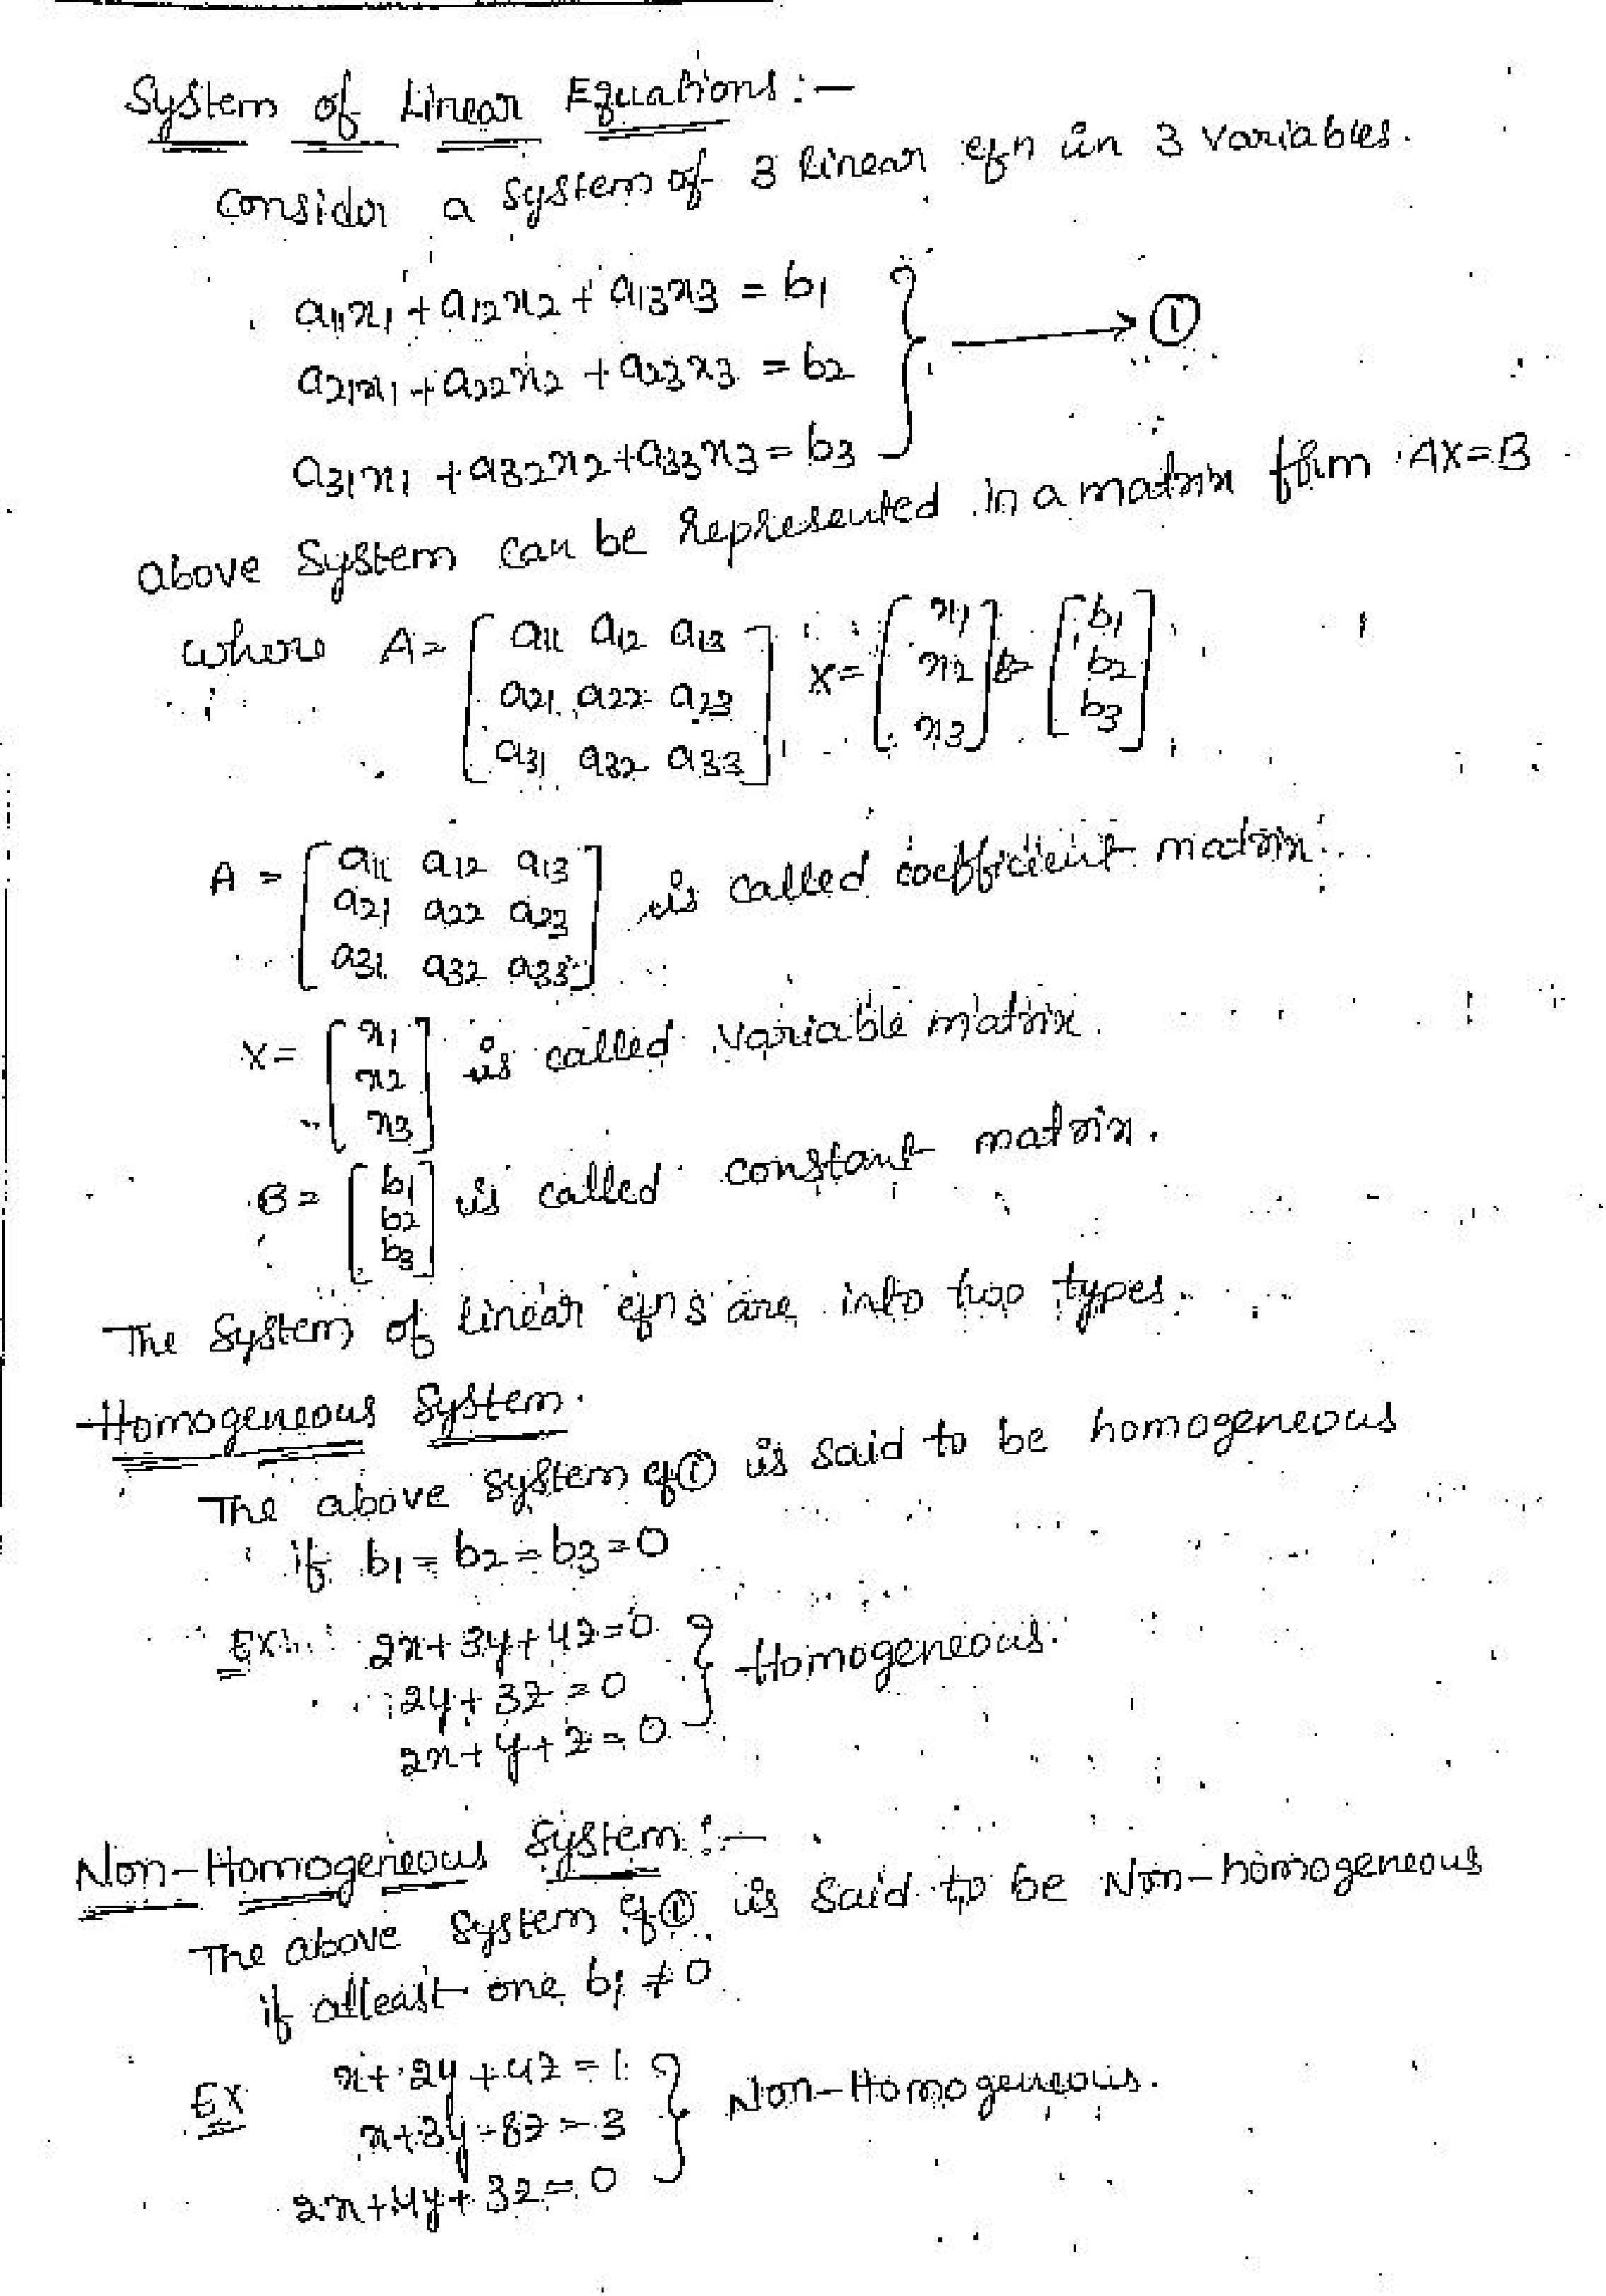 System of Linear Equations:-
Consider a system of 3 linear eqn in 3 variables.
a11x1 + a12x2 + a13x3 = b1
a21x1 + a22x2 + a23x3 = b2 } → ①
a31x1 + a32x2 + a33x3 = b3
above System can be represented in a matrix form AX=B
where A = [ a11 a12 a13 X = [ x1 B = [ b1
a21 a22 a23 x2 b2
a31 a32 a33 ] x3 ] b3 ]
A = [ a11 a12 a13
a21 a22 a23 is called coefficient matrix.
a31 a32 a33 ]
X = [ x1
x2 is called variable matrix.
x3 ]
B = [ b1
b2 is called constant matrix.
b3 ]
The System of linear eqns are into two types.
Homogeneous System.
The above system eq① is said to be homogeneous
if b1 = b2 = b3 = 0
Ex: 2x+3y+4z=0
2y+3z=0 } Homogeneous.
2x+y+z=0
Non-Homogeneous System:-
The above system eq① is said to be Non-homogeneous
if atleast one bi ≠ 0
Ex x+2y+4z=1
x+3y-8z=3 } Non-Homogeneous.
2x+4y+3z=0